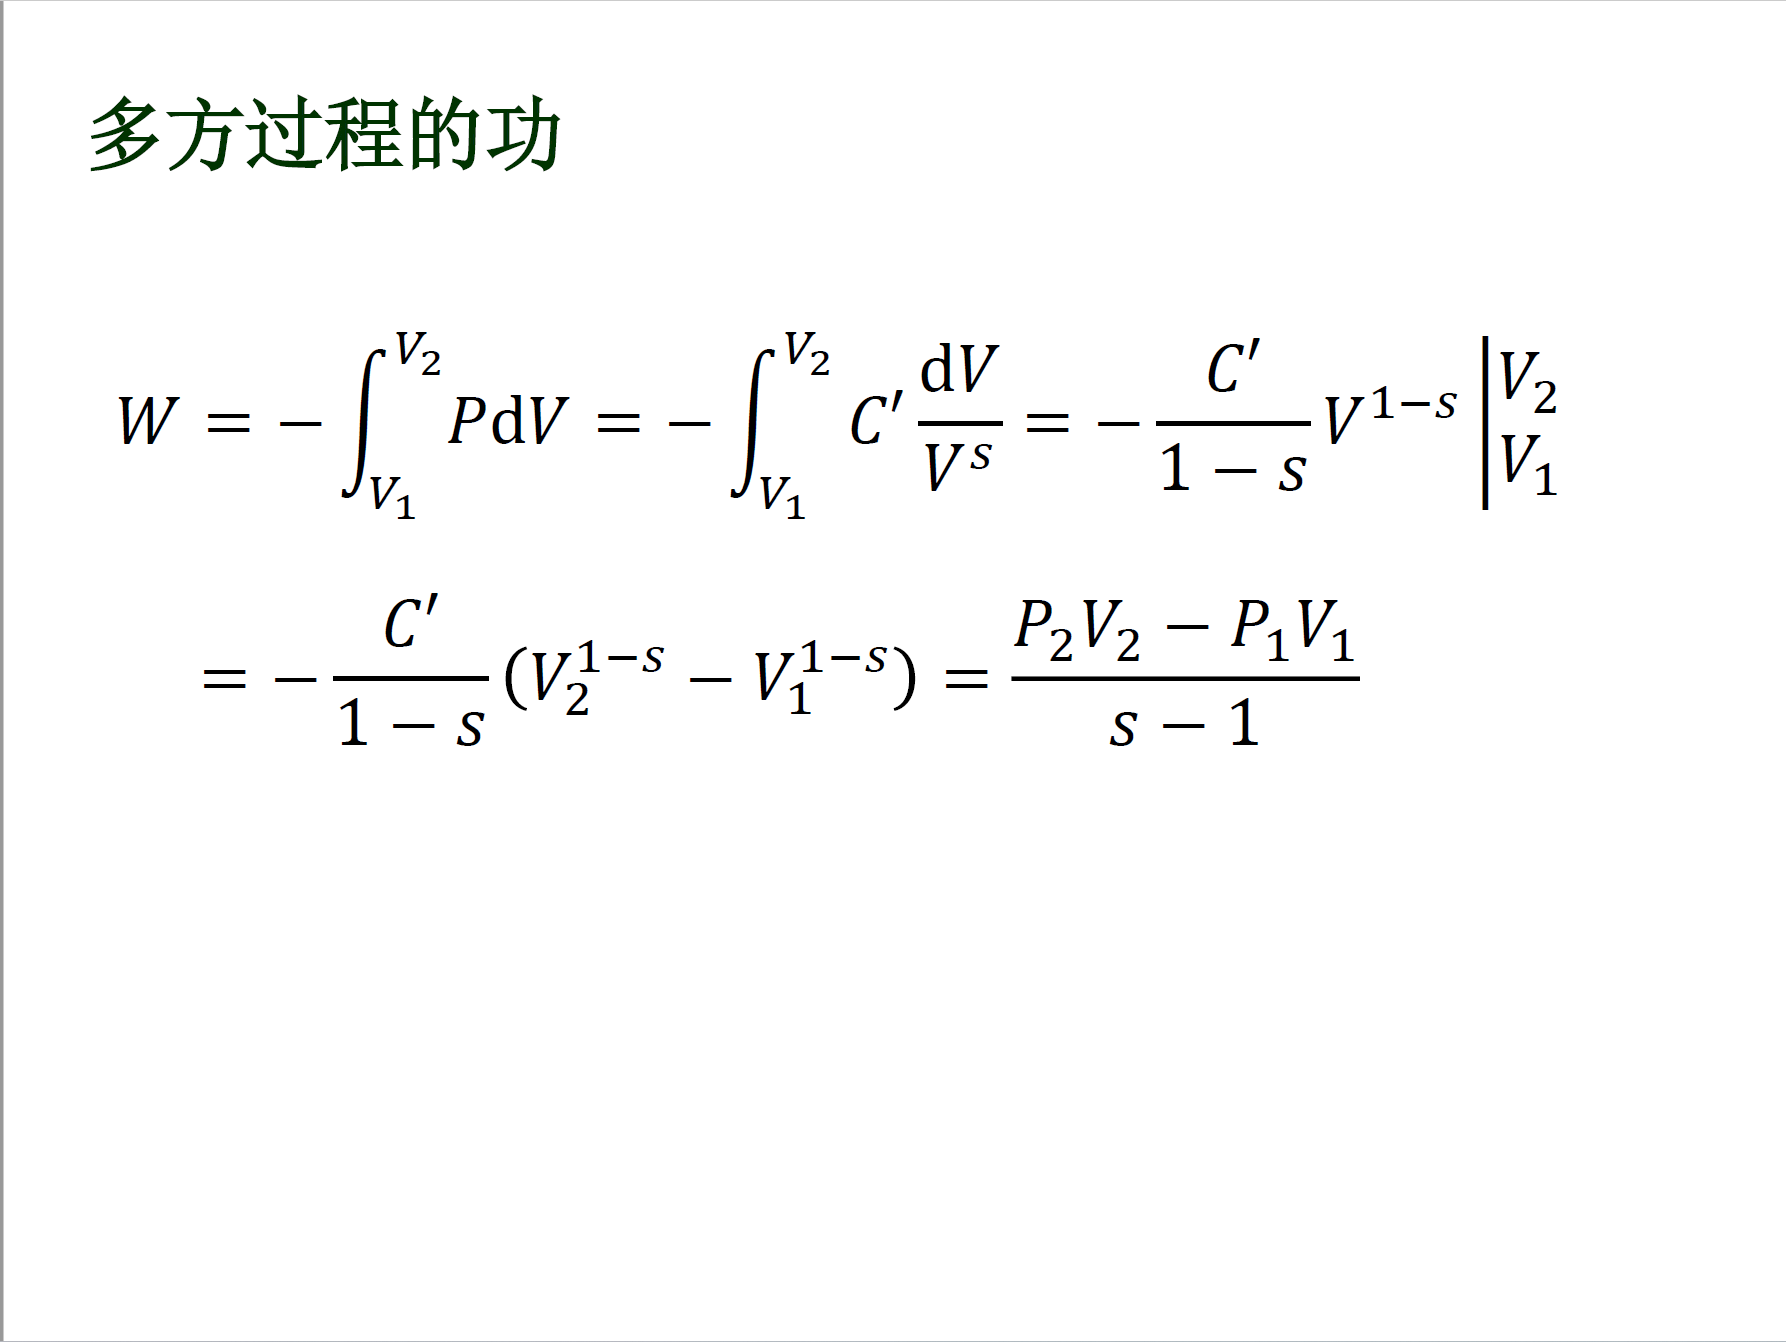 多方过程的功
$W = -\int_{V_1}^{V_2} P\mathrm{d}V = -\int_{V_1}^{V_2} C' \frac{\mathrm{d}V}{V^s} = -\frac{C'}{1-s} V^{1-s} \Big|_{V_1}^{V_2}$
$= -\frac{C'}{1-s} (V_2^{1-s} - V_1^{1-s}) = \frac{P_2V_2 - P_1V_1}{s-1}$